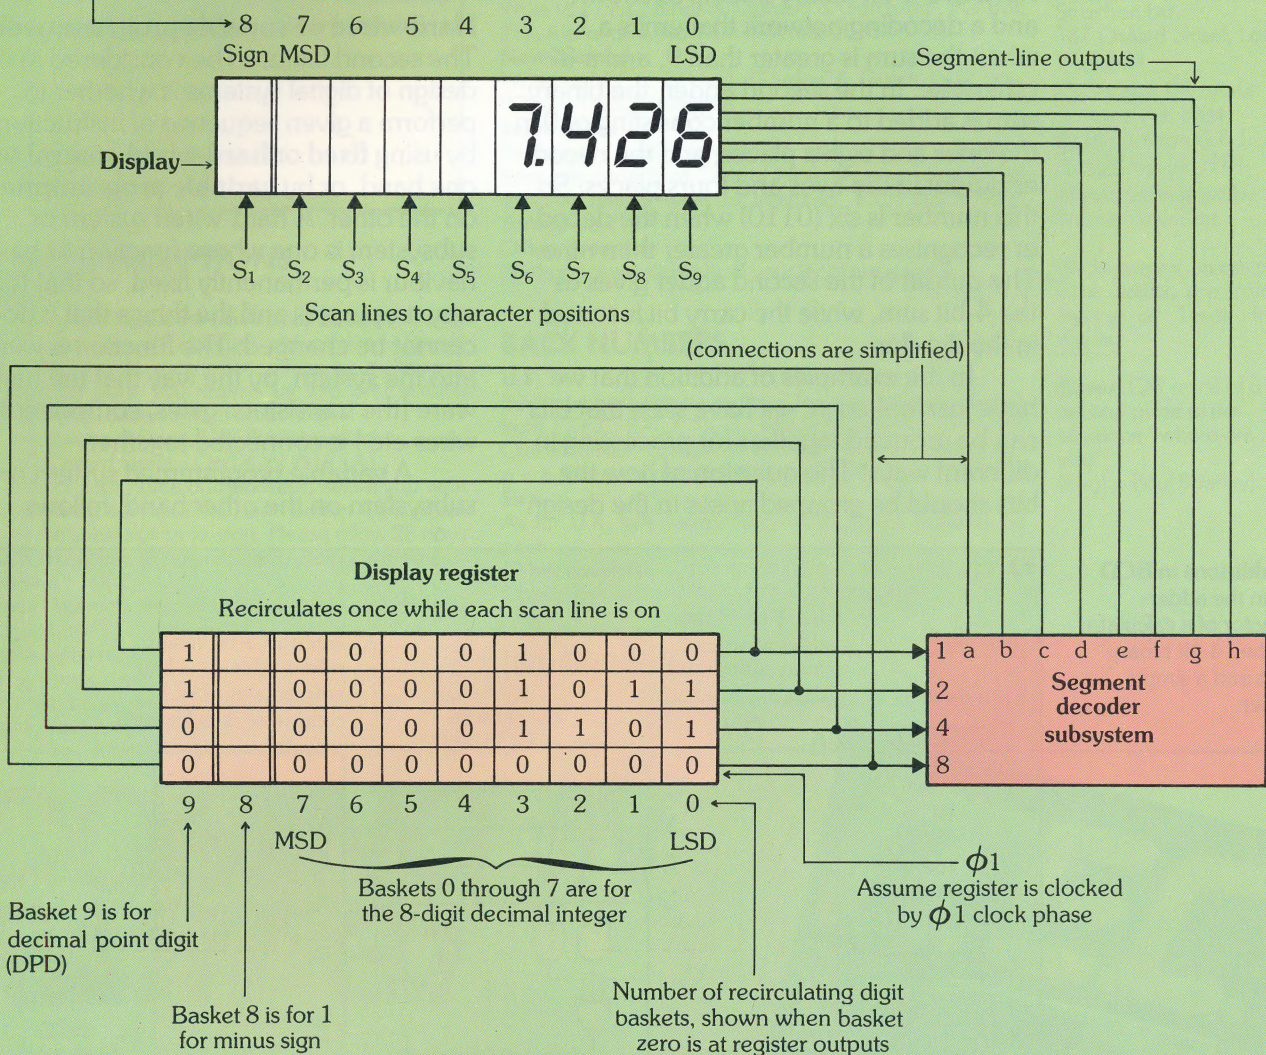 8 7 6 5 4 3 2 1 0
Sign MSD LSD
Segment-line outputs
Display
7.426
S1 S2 S3 S4 S5 S6 S7 S8 S9
Scan lines to character positions
(connections are simplified)
Display register
Recirculates once while each scan line is on
1 0 0 0 0 1 0 0 0
1 0 0 0 0 1 0 1 1
0 0 0 0 0 1 1 0 1
0 0 0 0 0 0 0 0 0
1 a b c d e f g h
2
4
8
Segment
decoder
subsystem
9 8 7 6 5 4 3 2 1 0
MSD LSD
Baskets 0 through 7 are for
the 8-digit decimal integer
ϕ1
Assume register is clocked
by ϕ1 clock phase
Basket 9 is for
decimal point digit
(DPD)
Basket 8 is for 1
for minus sign
Number of recirculating digit
baskets, shown when basket
zero is at register outputs